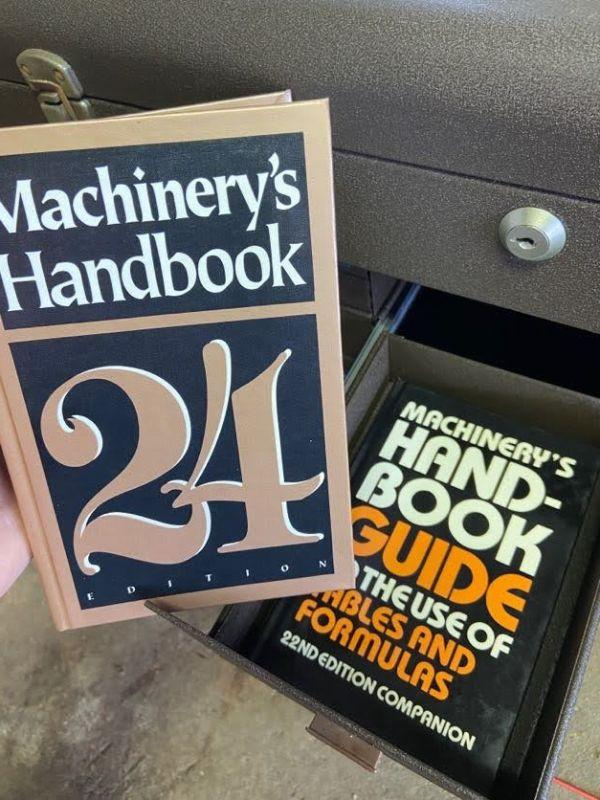 Machinery's
Handbook
24
EDITION
MACHINERY'S
HAND-
BOOK
GUIDE
THE USE OF
TABLES AND
FORMULAS
22ND EDITION COMPANION